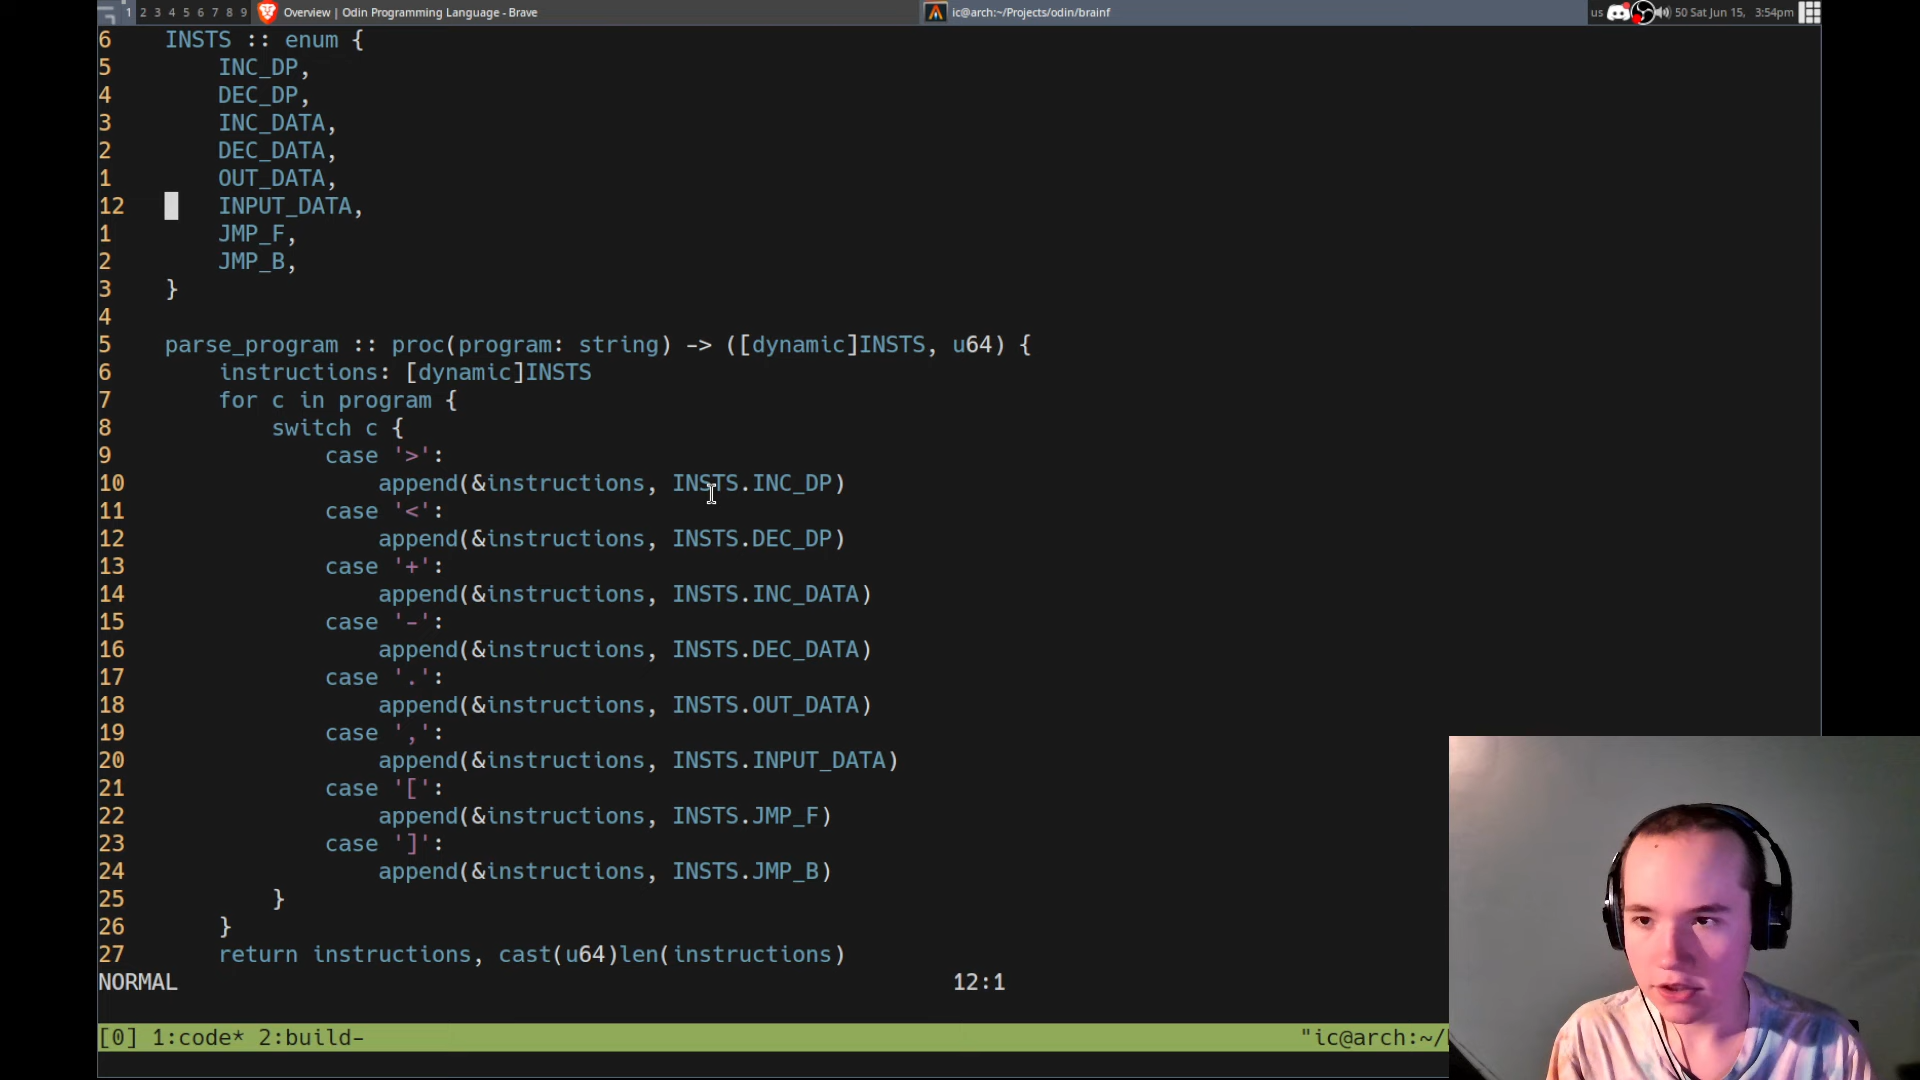 1 2 3 4 5 6 7 8 9 Overview | Odin Programming Language - Brave ic@arch:~/Projects/odin/brainf us 50 Sat Jun 15, 3:54pm
6 INSTS :: enum {
5 INC_DP,
4 DEC_DP,
3 INC_DATA,
2 DEC_DATA,
1 OUT_DATA,
12 INPUT_DATA,
1 JMP_F,
2 JMP_B,
3 }
4
5 parse_program :: proc(program: string) -> ([dynamic]INSTS, u64) {
6 instructions: [dynamic]INSTS
7 for c in program {
8 switch c {
9 case '>':
10 append(&instructions, INSTS.INC_DP)
11 case '<':
12 append(&instructions, INSTS.DEC_DP)
13 case '+':
14 append(&instructions, INSTS.INC_DATA)
15 case '-':
16 append(&instructions, INSTS.DEC_DATA)
17 case '.':
18 append(&instructions, INSTS.OUT_DATA)
19 case ',':
20 append(&instructions, INSTS.INPUT_DATA)
21 case '[':
22 append(&instructions, INSTS.JMP_F)
23 case ']':
24 append(&instructions, INSTS.JMP_B)
25 }
26 }
27 return instructions, cast(u64)len(instructions)
NORMAL 12:1
[0] 1:code* 2:build- "ic@arch:~/